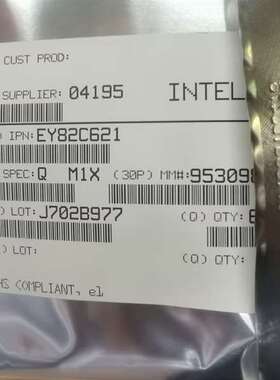 CUST PROD:
SUPPLIER: 04195 INTEL
) IPN: EY82C621
SPEC: Q M1X (30P) MM#: 95309
) LOT: J702B977 (Q) QTY:
) LOT: (Q) QTY:
HS COMPLIANT, e1